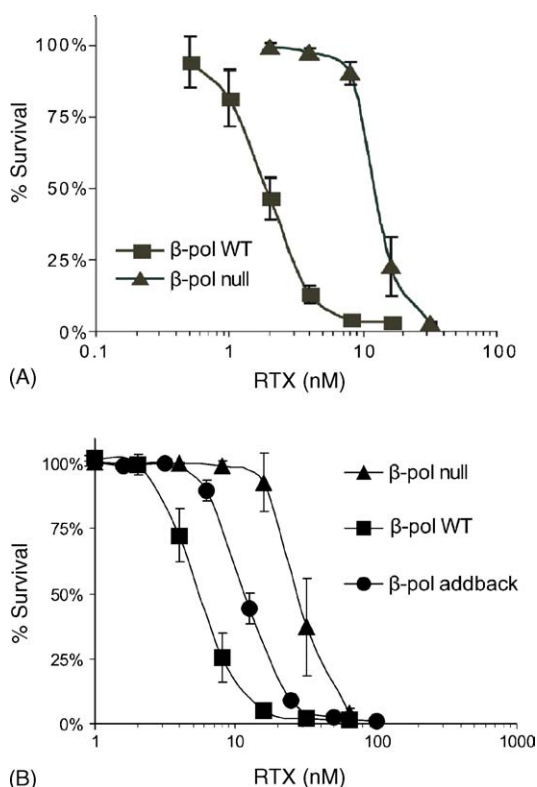 100%
75%
50%
25%
0%
% Survival
β-pol WT
β-pol null
0.1 1 10 100
RTX (nM)
(A)
100%
75%
50%
25%
0%
% Survival
β-pol null
β-pol WT
β-pol addback
1 10 100 1000
RTX (nM)
(B)